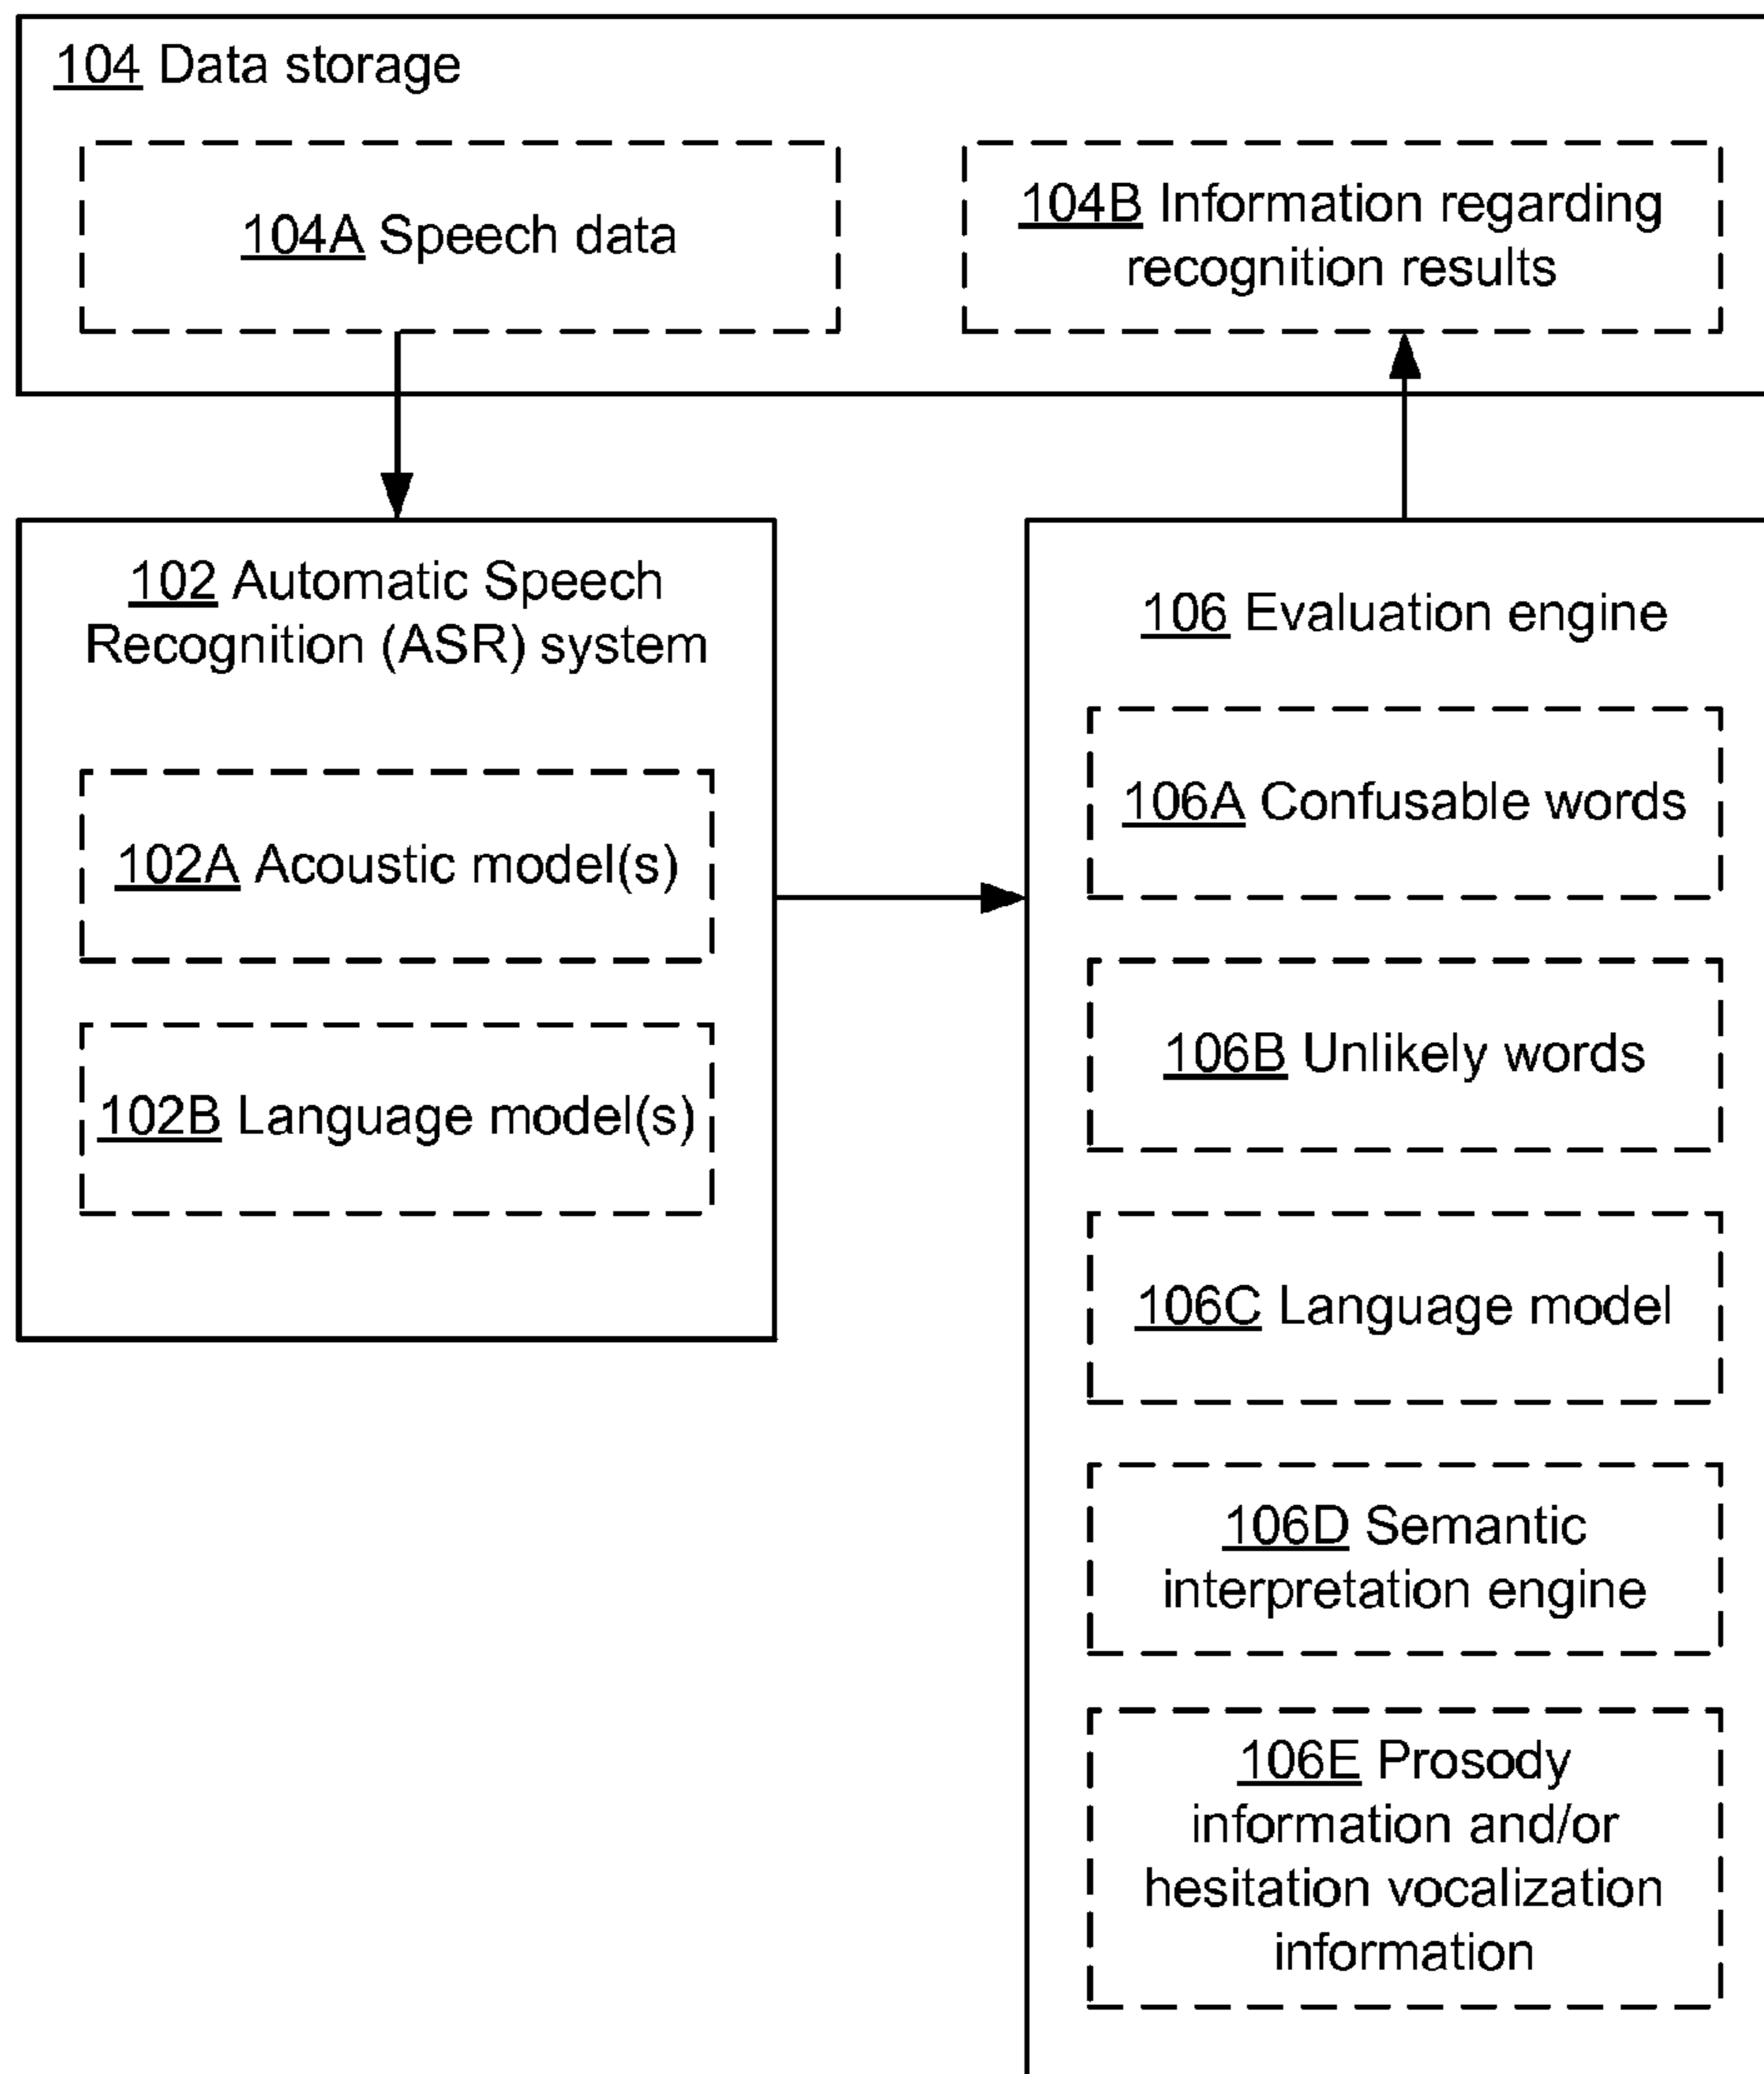 104 Data storage
104A Speech data
104B Information regarding
recognition results
102 Automatic Speech
Recognition (ASR) system
102A Acoustic model(s)
102B Language model(s)
106 Evaluation engine
106A Confusable words
106B Unlikely words
106C Language model
106D Semantic
interpretation engine
106E Prosody
information and/or
hesitation vocalization
information